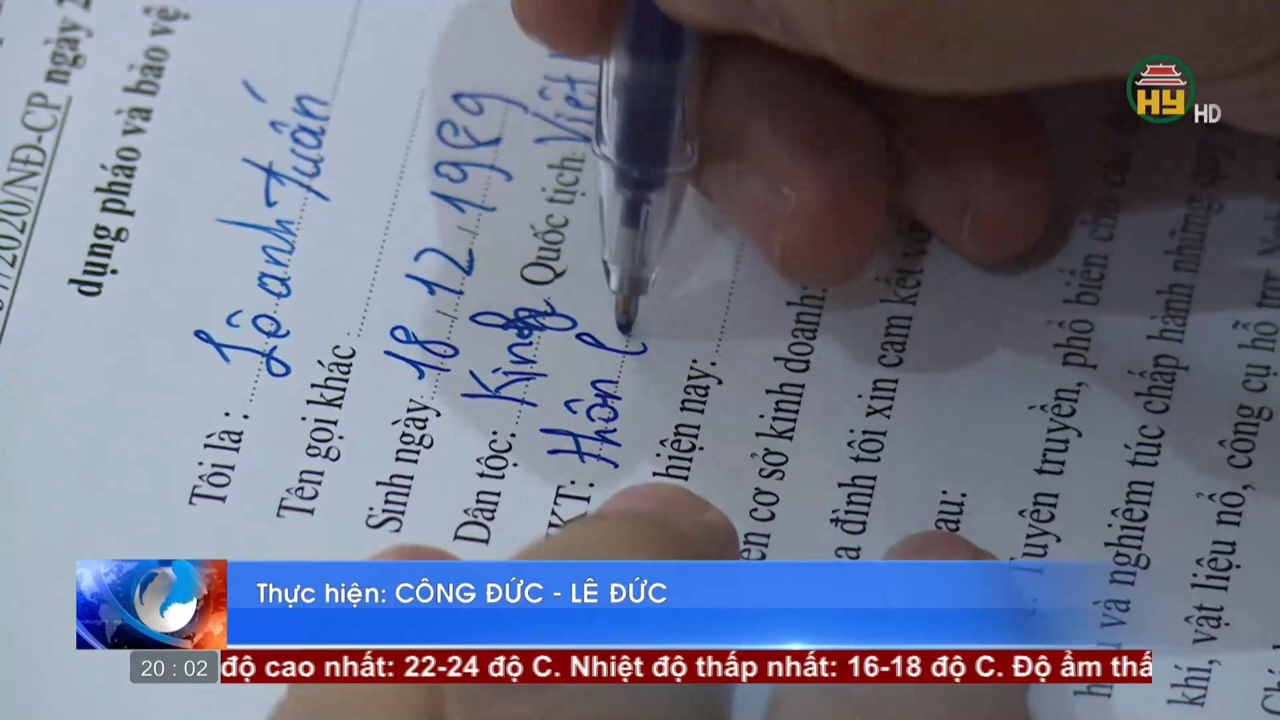 HY HD
/2020/NĐ-CP ngày
dụng pháo và bảo vệ
Tôi là : Lê anh tuấn
Tên gọi khác
Sinh ngày 18.12.1989
Dân tộc: Kinh Quốc tịch Việt
KT: thôn
hiện nay:
cơ sở kinh doanh:
đình tôi xin cam kết
au:
Tuyên truyền, phổ biến cho
và nghiêm túc chấp hành những quy
khí, vật liệu nổ, công cụ hỗ trợ
Thực hiện: CÔNG ĐỨC - LÊ ĐỨC
20 : 02 độ cao nhất: 22-24 độ C. Nhiệt độ thấp nhất: 16-18 độ C. Độ ẩm thấ